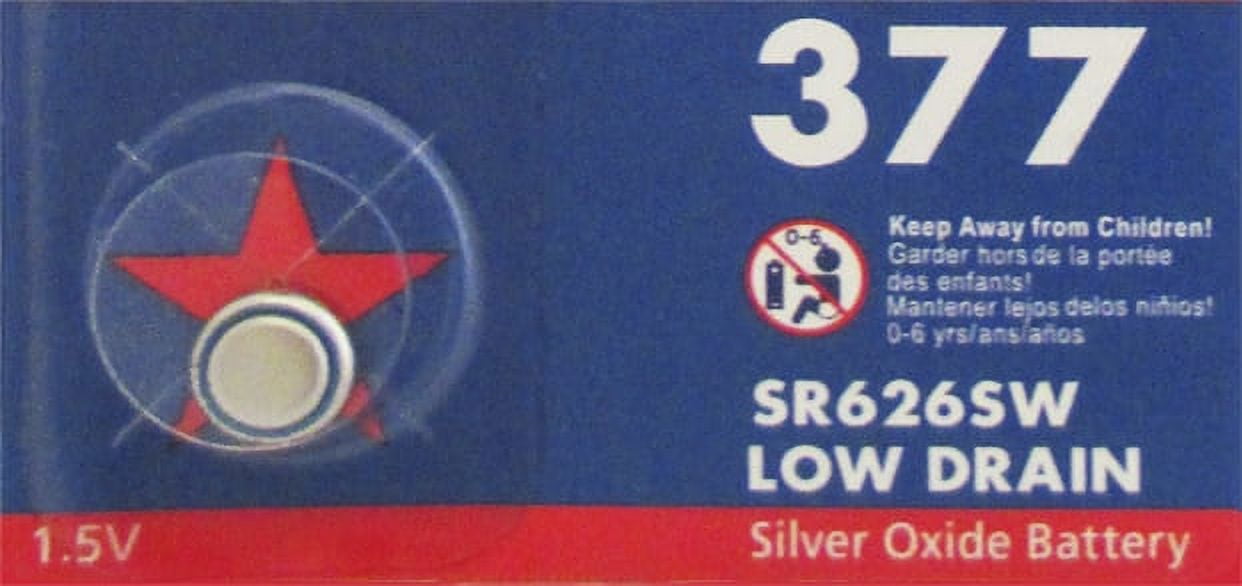 377
0-6
Keep Away from Children!
Garder hors de la portée
des enfants!
Mantener lejos delos niñios!
0-6 yrs/ans/años
SR626SW
LOW DRAIN
1.5V
Silver Oxide Battery